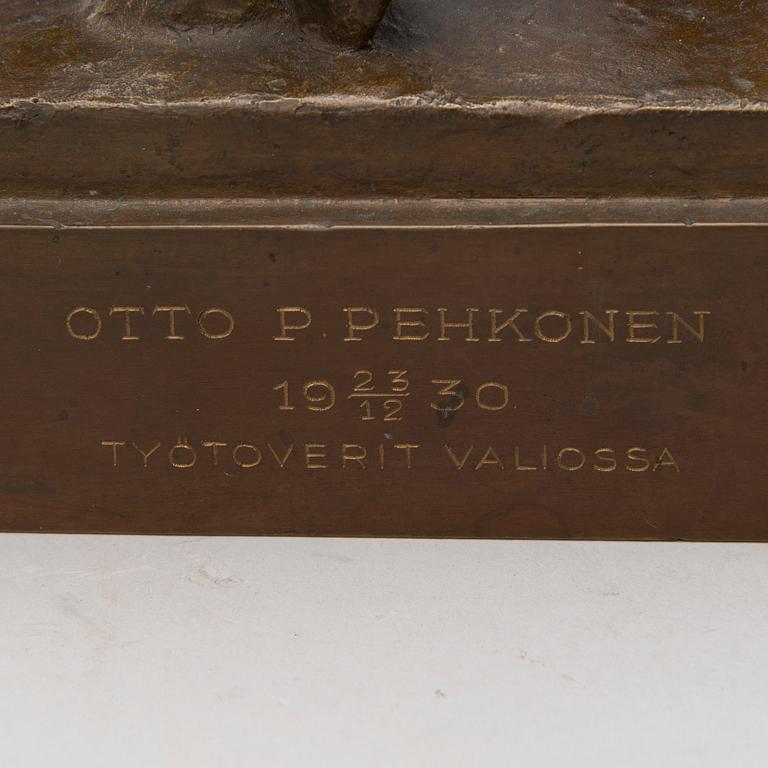 OTTO P. PEHKONEN
19 23/12 30
TYÖTOVERIT VALIOSSA